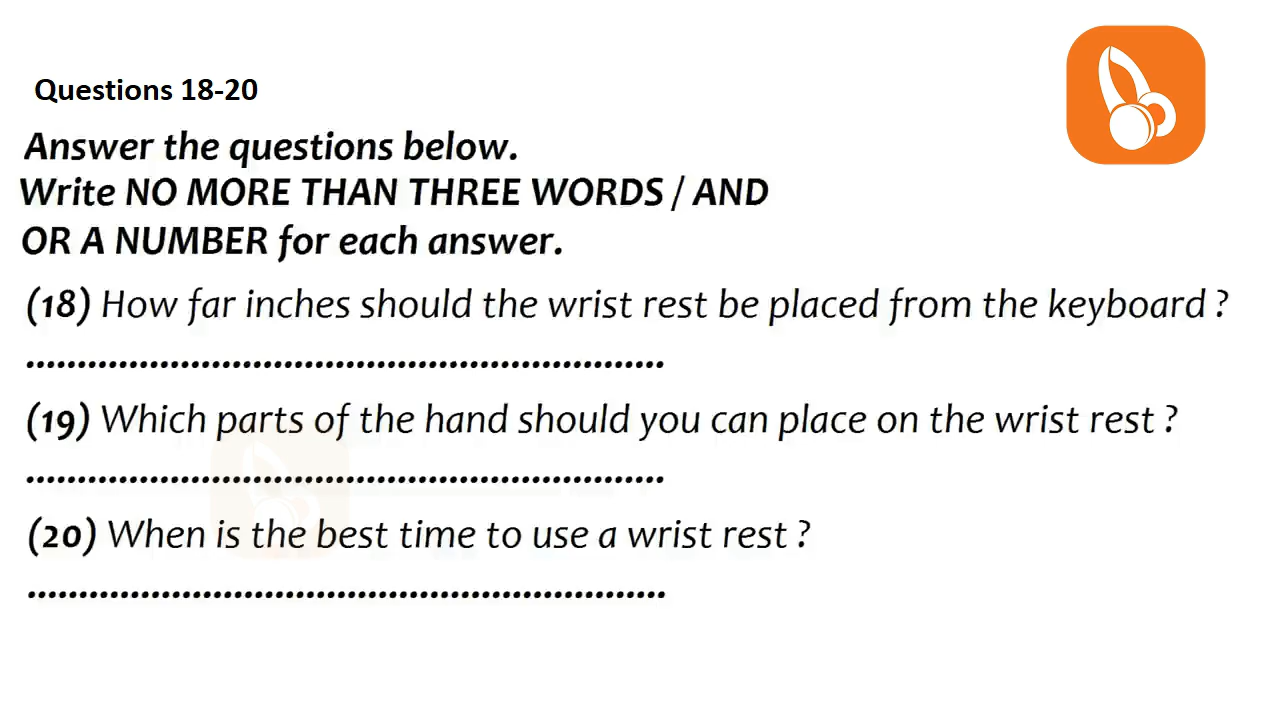 Questions 18-20
Answer the questions below.
Write NO MORE THAN THREE WORDS / AND
OR A NUMBER for each answer.
(18) How far inches should the wrist rest be placed from the keyboard ?
..............................................................
(19) Which parts of the hand should you can place on the wrist rest ?
..............................................................
(20) When is the best time to use a wrist rest ?
..............................................................